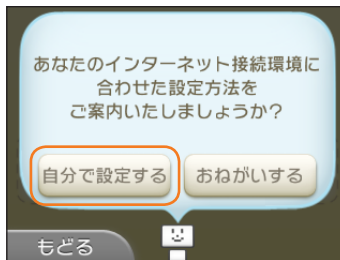 あなたのインターネット接続環境に
合わせた設定方法を
ご案内いたしましょうか？
自分で設定する おねがいする
もどる